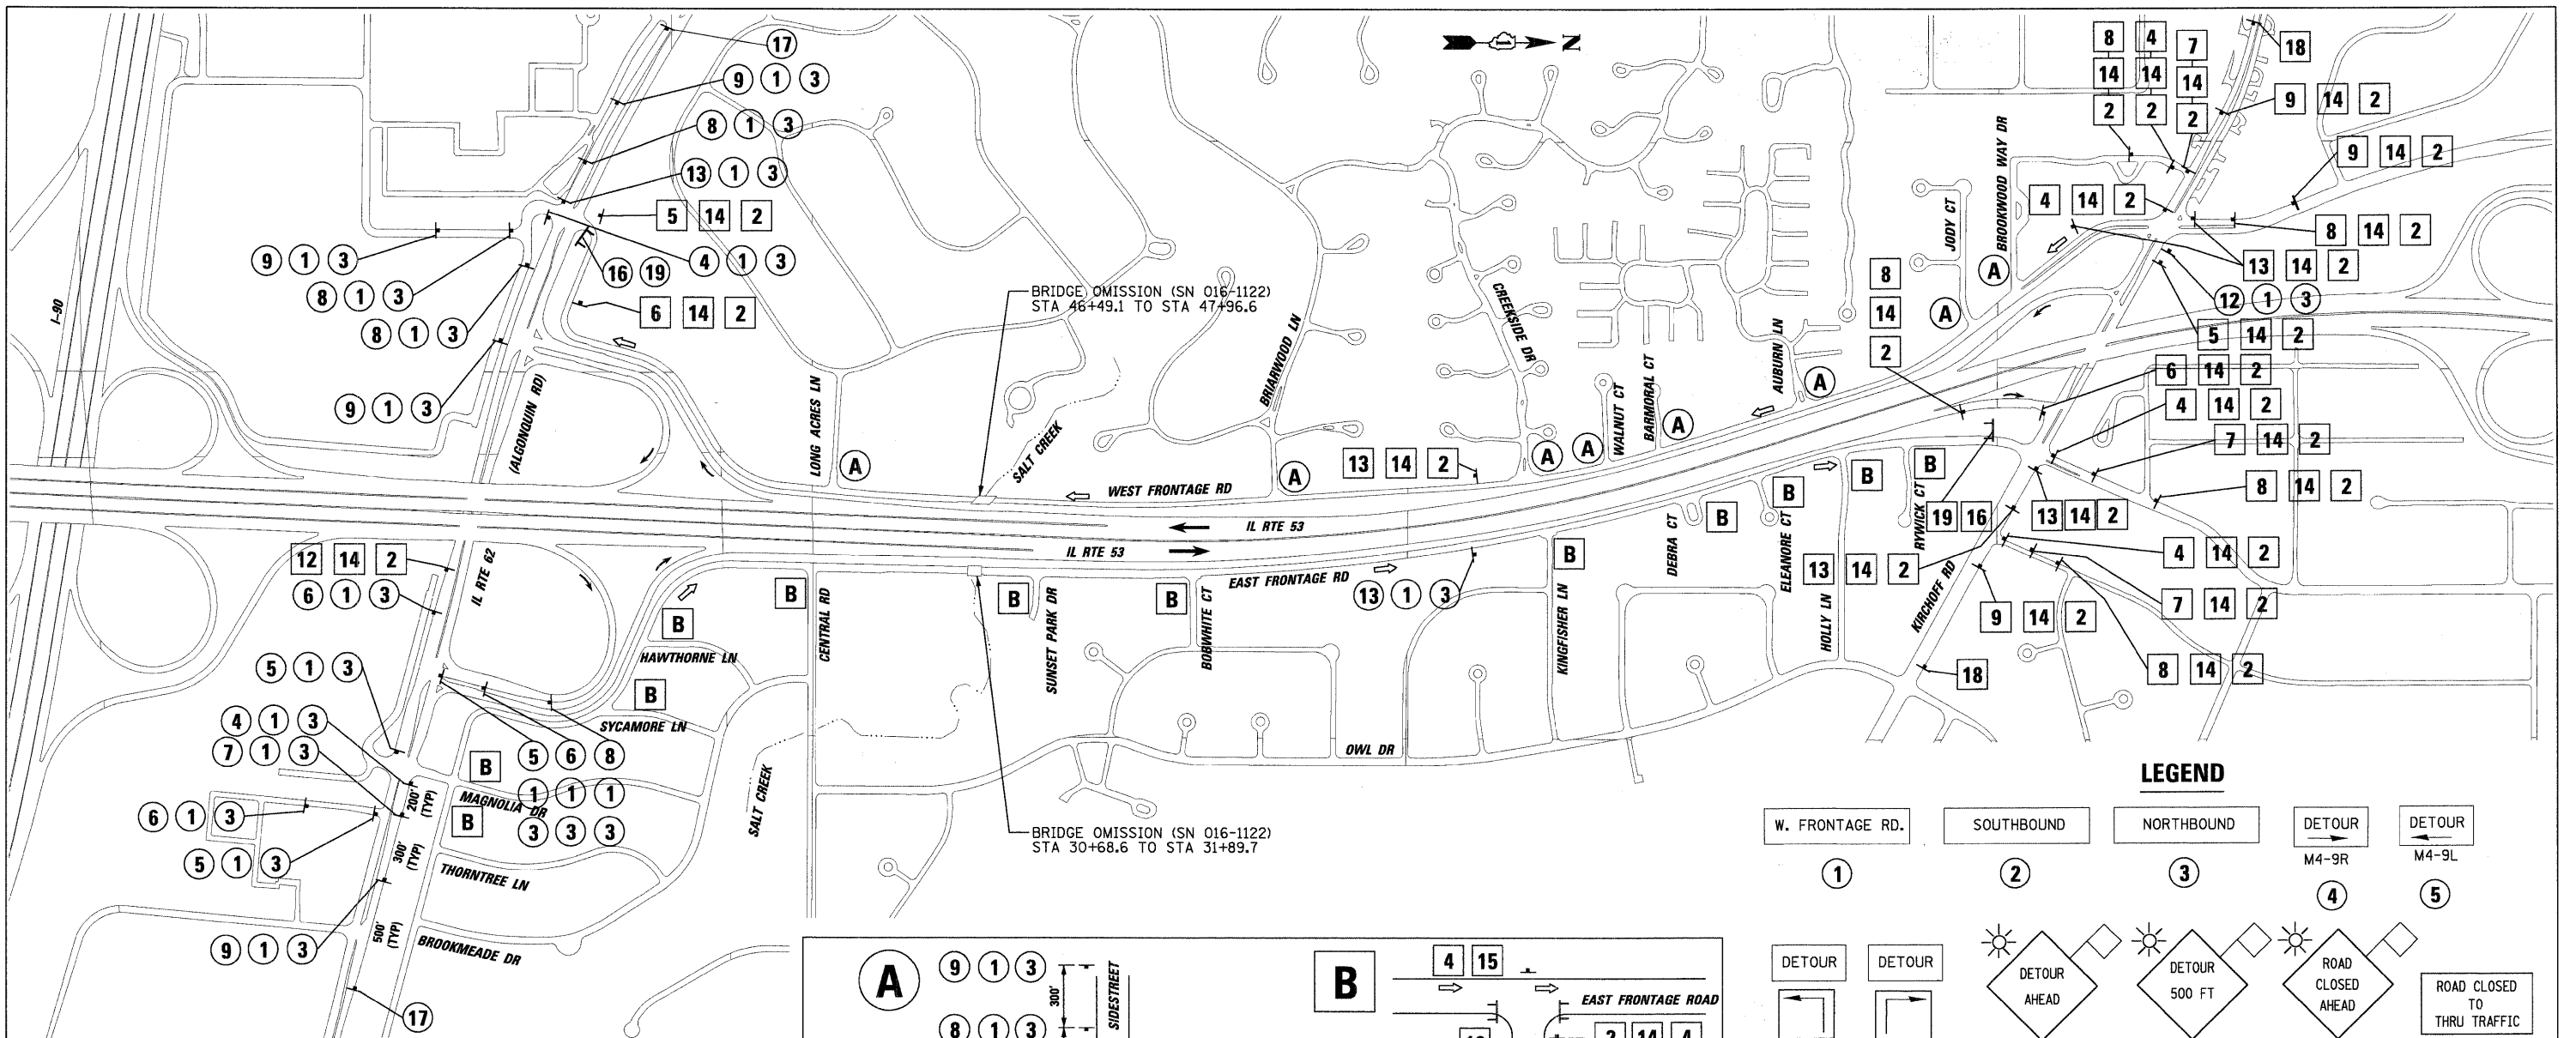 17
9 1 3
8 1 3
13 1 3
5 14 2
4 1 3
16 19
6 14 2
9 1 3
8 1 3
8 1 3
9 1 3
I-90
(ALGONQUIN RD)
N
8 4 7
14 14 14
2 2 2
18
9 14 2
9 14 2
4 14 2
8 14 2
13 14 2
12 1 3
5 14 2
6 14 2
4 14 2
7 14 2
8 14 2
BROOKWOOD WAY DR
JODY CT
A
A
8
14
2
BRIDGE OMISSION (SN 016-1122)
STA 46+49.1 TO STA 47+96.6
SALT CREEK
LONG ACRES LN
A
BRIARWOOD LN
A
CREEKSIDE DR
A
WALNUT CT
A
BARMORAL CT
A
AUBURN LN
A
13 14 2
WEST FRONTAGE RD
IL RTE 53
IL RTE 53
EAST FRONTAGE RD
13 1 3
12 14 2
6 1 3
IL RTE 62
5 1 3
4 1 3
7 1 3
6 1 3
5 1 3
9 1 3
17
200'
(TYP)
300'
(TYP)
500'
(TYP)
5 6 8
1 1 1
3 3 3
B
HAWTHORNE LN
B
SYCAMORE LN
B
MAGNOLIA DR
B
THORNTREE LN
BROOKMEADE DR
SALT CREEK
B
CENTRAL RD
B
SUNSET PARK DR
B
BOBWHITE CT
BRIDGE OMISSION (SN 016-1122)
STA 30+68.6 TO STA 31+89.7
OWL DR
B
KINGFISHER LN
DEBRA CT
B
ELEANORE CT
B
HOLLY LN
B
RYWICK CT
B
19 16
13 14 2
13 14 2
KIRCHOFF RD
4 14 2
7 14 2
8 14 2
9 14 2
18
LEGEND
W. FRONTAGE RD.
1
SOUTHBOUND
2
NORTHBOUND
3
DETOUR
M4-9R
4
DETOUR
M4-9L
5
DETOUR
DETOUR
DETOUR
AHEAD
DETOUR
500 FT
ROAD
CLOSED
AHEAD
ROAD CLOSED
TO
THRU TRAFFIC
A
9 1 3
8 1 3
300'
SIDESTREET
B
4 15
EAST FRONTAGE ROAD
2 14 4